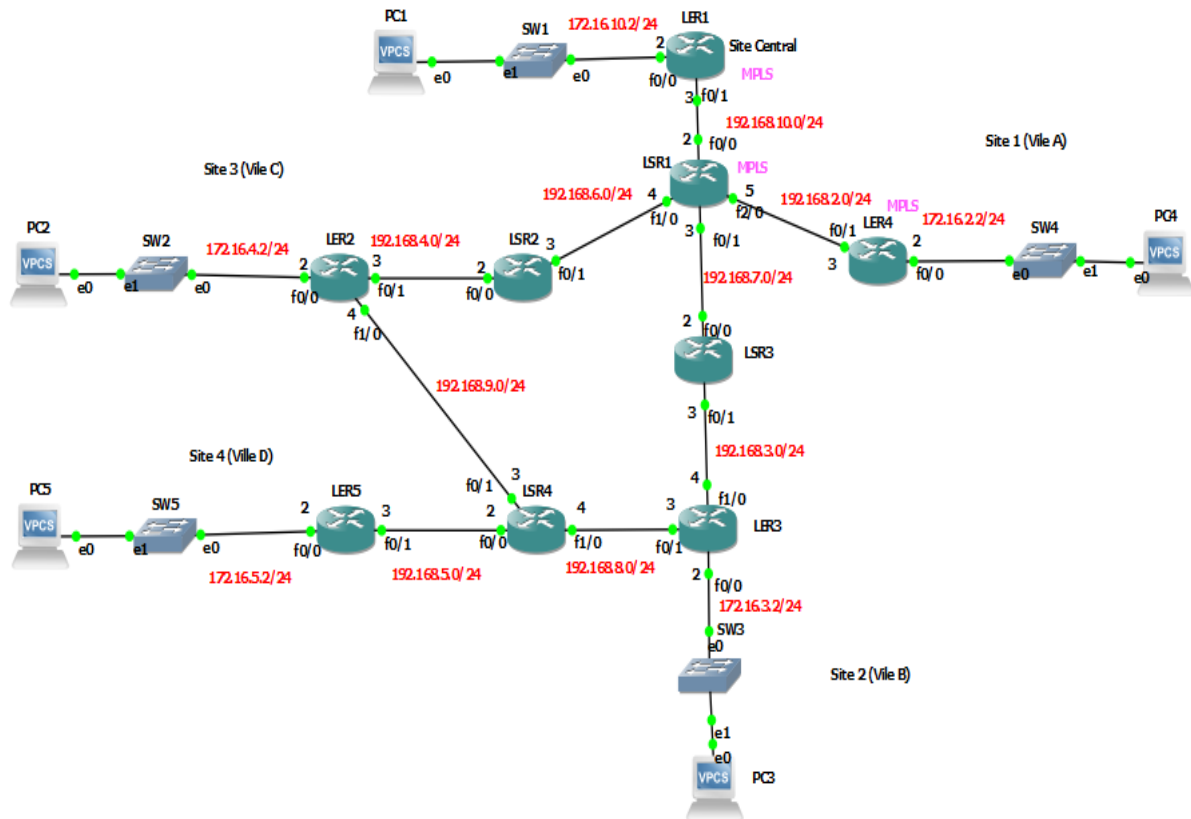 PC1
SW1
172.16.10.2/24
LER1
VPCS
2
Site Central
e0
e1
e0
f0/0
MPLS
3
f0/1
192.168.10.0/24
2
f0/0
Site 1 (Vile A)
Site 3 (Vile C)
LSR1
MPLS
192.168.6.0/24
4
5
192.168.2.0/24
MPLS
f1/0
f2/0
172.16.2.2/24
SW4
PC4
PC2
SW2
172.16.4.2/24
LER2
192.168.4.0/24
LSR2
3
f0/1
3
f0/1
LER4
2
VPCS
VPCS
2
3
2
f0/1
192.168.7.0/24
3
f0/0
e0
e1
e0
e0
e1
e0
f0/0
f0/1
f0/0
4
f1/0
2
f0/0
LSR3
192.168.9.0/24
3
f0/1
Site 4 (Ville D)
192.168.3.0/24
PC5
SW5
LER5
f0/1
3
LSR4
4
f1/0
VPCS
2
3
2
4
3
LER3
e0
e1
e0
f0/0
f0/1
f0/0
f1/0
f0/1
172.16.5.2/24
192.168.5.0/24
192.168.8.0/24
2
f0/0
172.16.3.2/24
SW3
e0
Site 2 (Vile B)
e1
e0
VPCS
PC3